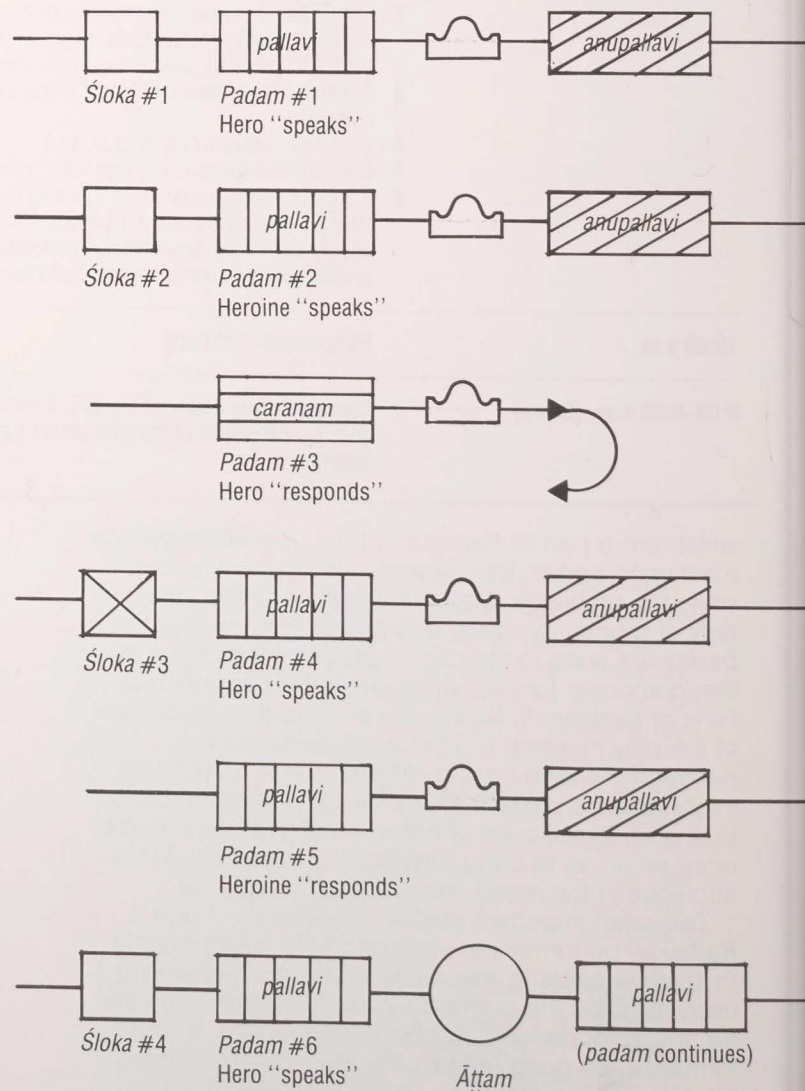 pallavi anupallavi
Śloka #1 Padam #1
Hero "speaks"
pallavi anupallavi
Śloka #2 Padam #2
Heroine "speaks"
caranam
Padam #3
Hero "responds"
pallavi anupallavi
Śloka #3 Padam #4
Hero "speaks"
pallavi anupallavi
Padam #5
Heroine "responds"
pallavi pallavi
Śloka #4 Padam #6 (padam continues)
Hero "speaks" Āttam